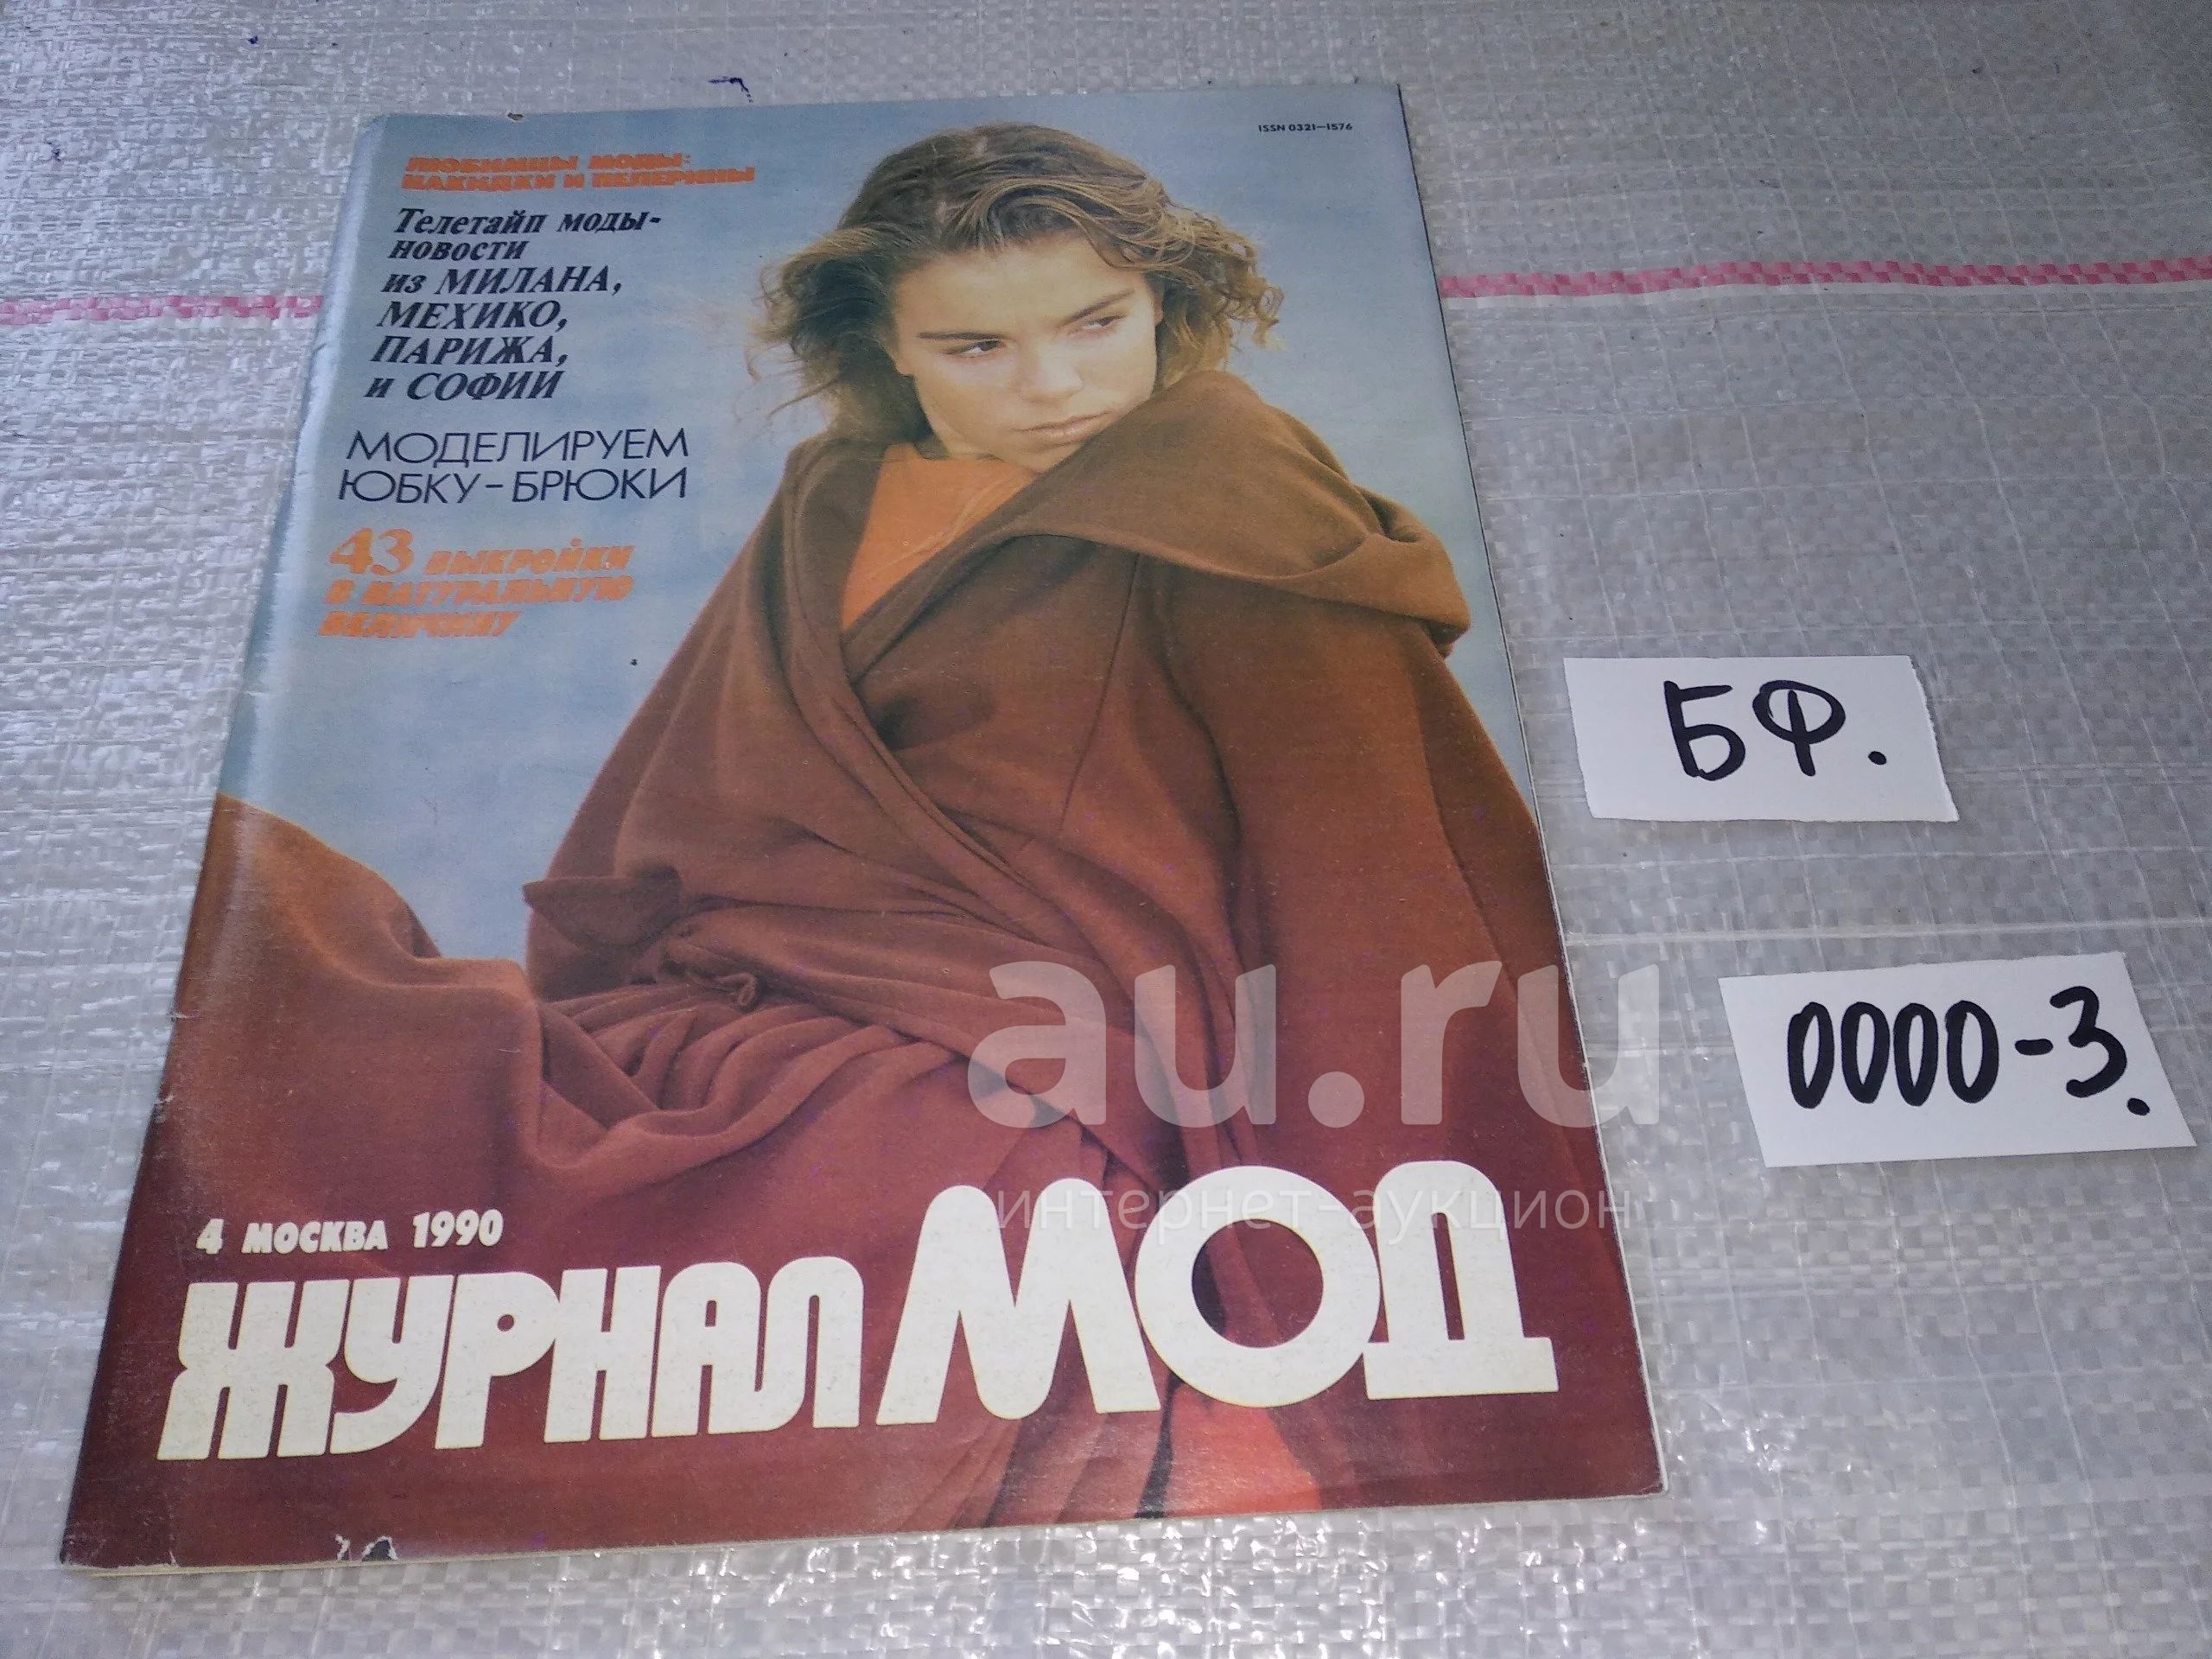 ISSN 0321—1576
ЛЮБИМЦЫ МОДЫ:
НАКИДКИ И ПЕЛЕРИНЫ
Телетайп моды-
новости
из МИЛАНА,
МЕХИКО,
ПАРИЖА,
и СОФИИ
МОДЕЛИРУЕМ
ЮБКУ-БРЮКИ
43 ВЫКРОЙКИ
В НАТУРАЛЬНУЮ
ВЕЛИЧИНУ
БФ.
0000-3.
au.ru
интернет-аукцион
4 МОСКВА 1990
ЖУРНАЛ МОД